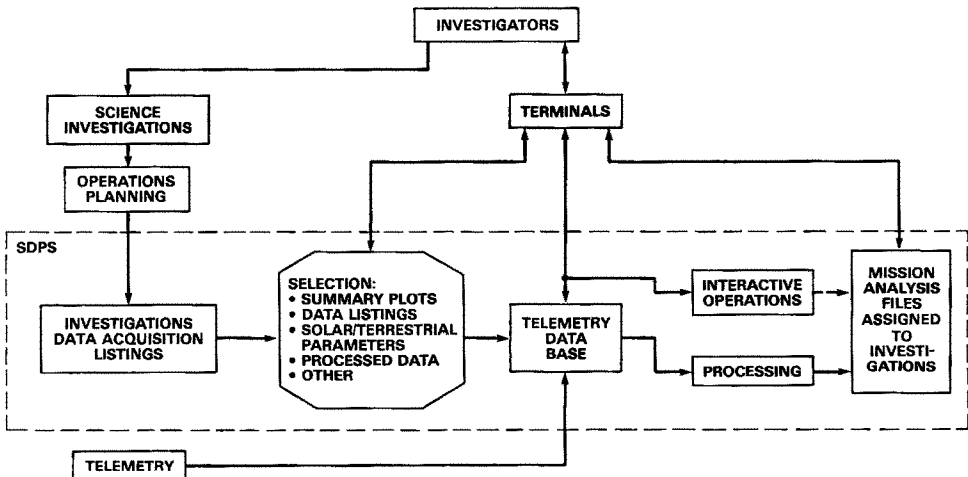 INVESTIGATORS
SCIENCE
INVESTIGATIONS
TERMINALS
OPERATIONS
PLANNING
SDPS
INVESTIGATIONS
DATA ACQUISITION
LISTINGS
SELECTION:
• SUMMARY PLOTS
• DATA LISTINGS
• SOLAR/TERRESTRIAL
PARAMETERS
• PROCESSED DATA
• OTHER
TELEMETRY
DATA
BASE
INTERACTIVE
OPERATIONS
PROCESSING
MISSION
ANALYSIS
FILES
ASSIGNED
TO
INVESTI-
GATIONS
TELEMETRY